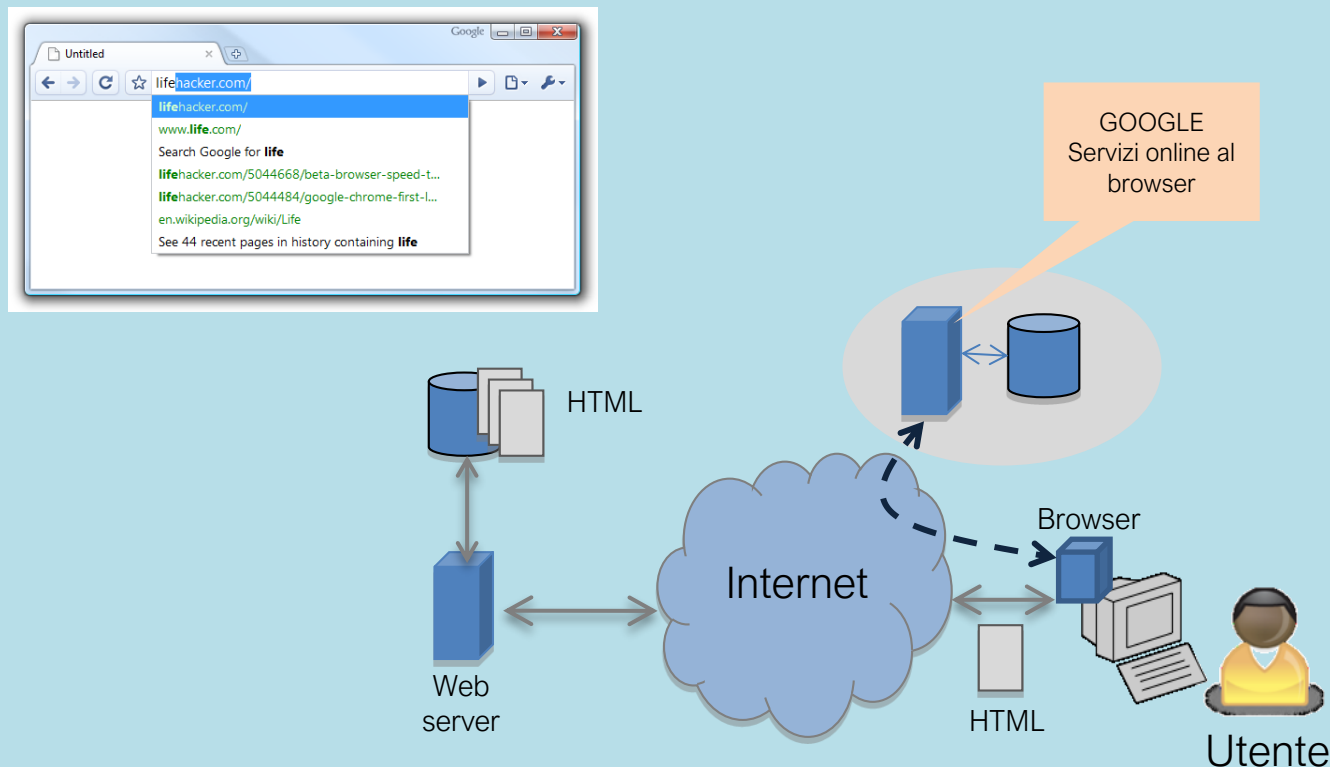 Google
Untitled
lifehacker.com/
lifehacker.com/
www.life.com/
Search Google for life
lifehacker.com/5044668/beta-browser-speed-t...
lifehacker.com/5044484/google-chrome-first-l...
en.wikipedia.org/wiki/Life
See 44 recent pages in history containing life
GOOGLE
Servizi online al
browser
HTML
Browser
Internet
Web
server
HTML
Utente